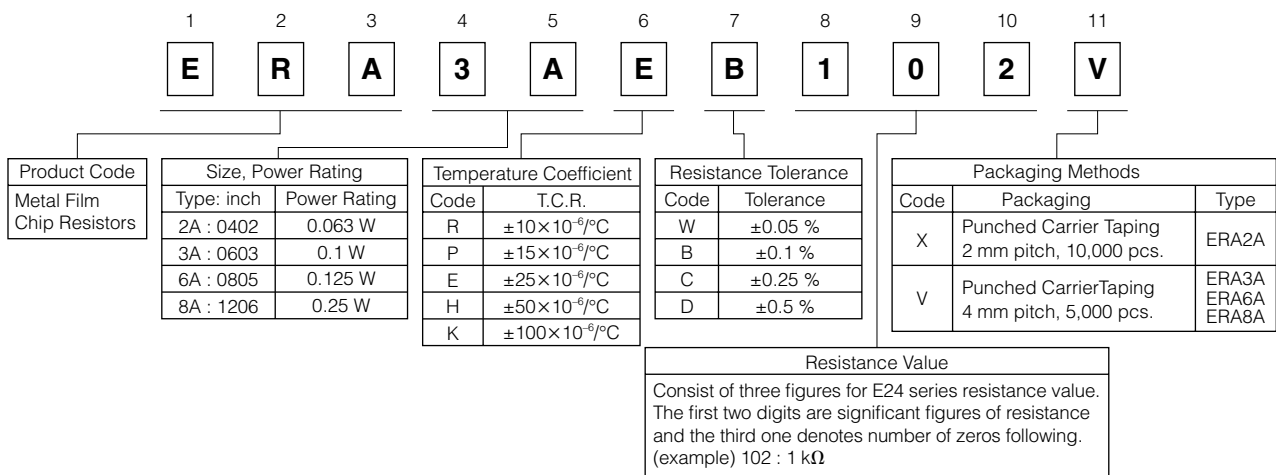 1 2 3 4 5 6 7 8 9 10 11
E R A 3 A E B 1 0 2 V
Product Code
Metal Film
Chip Resistors
Size, Power Rating
Type: inch Power Rating
2A : 0402 0.063 W
3A : 0603 0.1 W
6A : 0805 0.125 W
8A : 1206 0.25 W
Temperature Coefficient
Code T.C.R.
R ±10×10⁻⁶/°C
P ±15×10⁻⁶/°C
E ±25×10⁻⁶/°C
H ±50×10⁻⁶/°C
K ±100×10⁻⁶/°C
Resistance Tolerance
Code Tolerance
W ±0.05 %
B ±0.1 %
C ±0.25 %
D ±0.5 %
Packaging Methods
Code Packaging Type
X Punched Carrier Taping
2 mm pitch, 10,000 pcs. ERA2A
V Punched CarrierTaping
4 mm pitch, 5,000 pcs. ERA3A
ERA6A
ERA8A
Resistance Value
Consist of three figures for E24 series resistance value.
The first two digits are significant figures of resistance
and the third one denotes number of zeros following.
(example) 102 : 1 kΩ